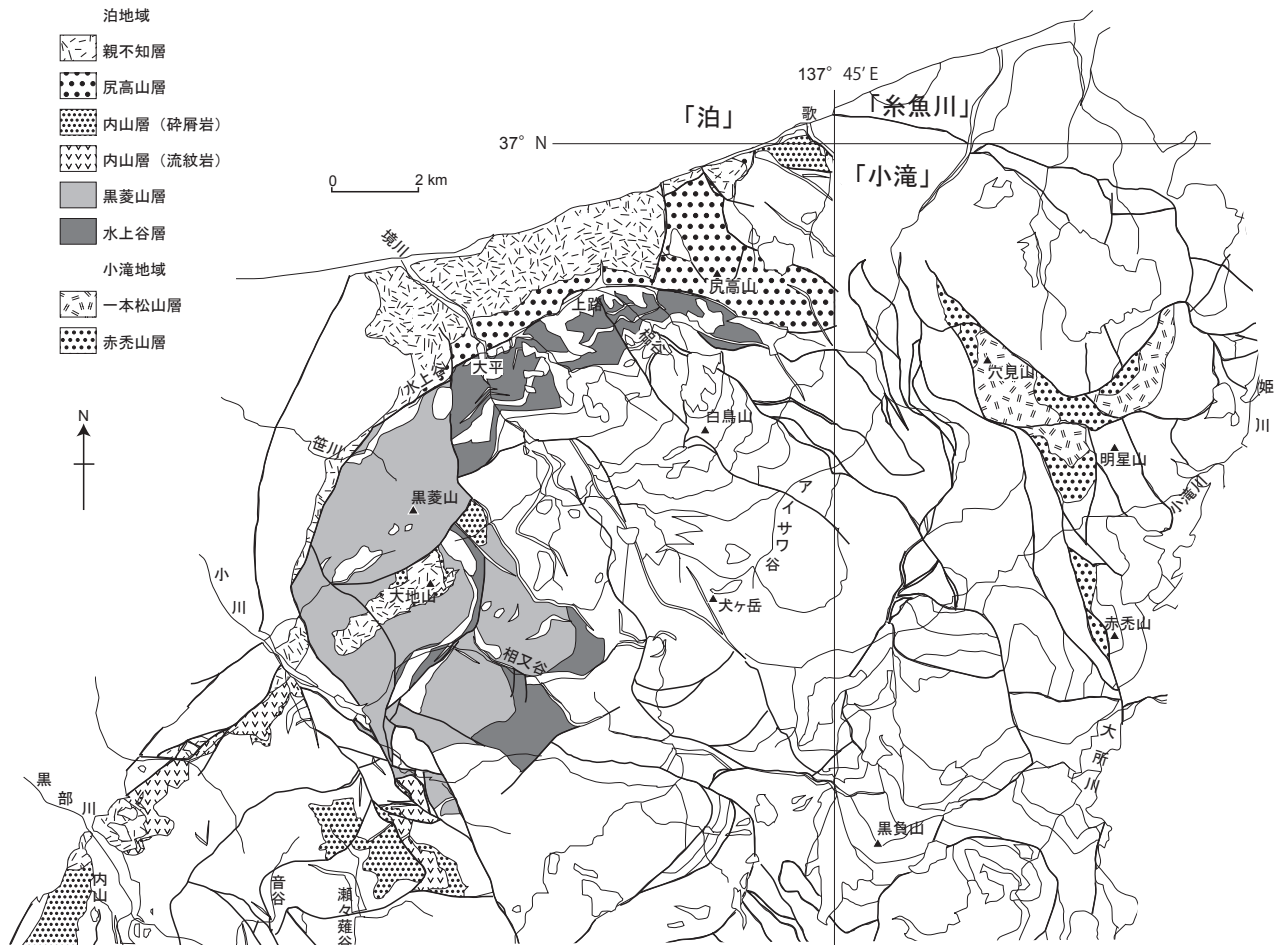 泊地域
親不知層
尻高山層
内山層（砕屑岩）
内山層（流紋岩）
黒菱山層
水上谷層
小滝地域
一本松山層
赤禿山層
137° 45′ E
「泊」
歌
「糸魚川」
37° N
「小滝」
0
2 km
境川
尻高山
上路
大平
水上谷
穴見山
姫川
白鳥山
笹川
明星山
N
小滝川
黒菱山
アイサワ谷
小川
大地山
犬ヶ岳
赤禿山
相又谷
大所川
黒部川
黒負山
内山
音谷
瀬々薙谷